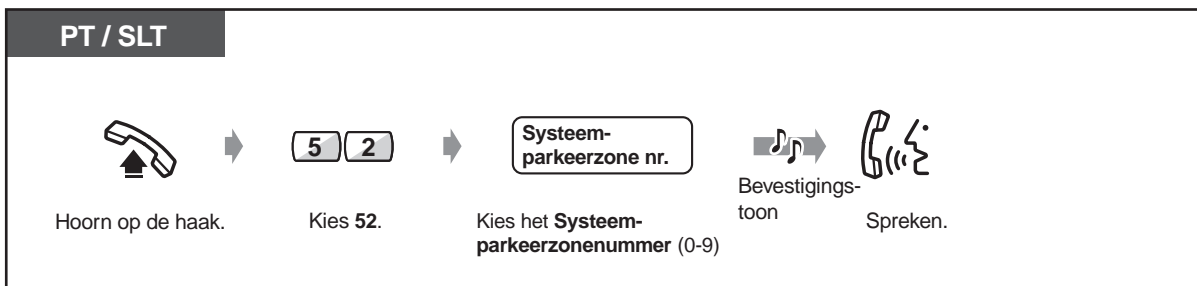 PT / SLT
5 2
Systeem-
parkeerzone nr.
Hoorn op de haak.
Kies 52.
Kies het Systeem-
parkeerzonenummer (0-9)
Bevestigings-
toon
Spreken.